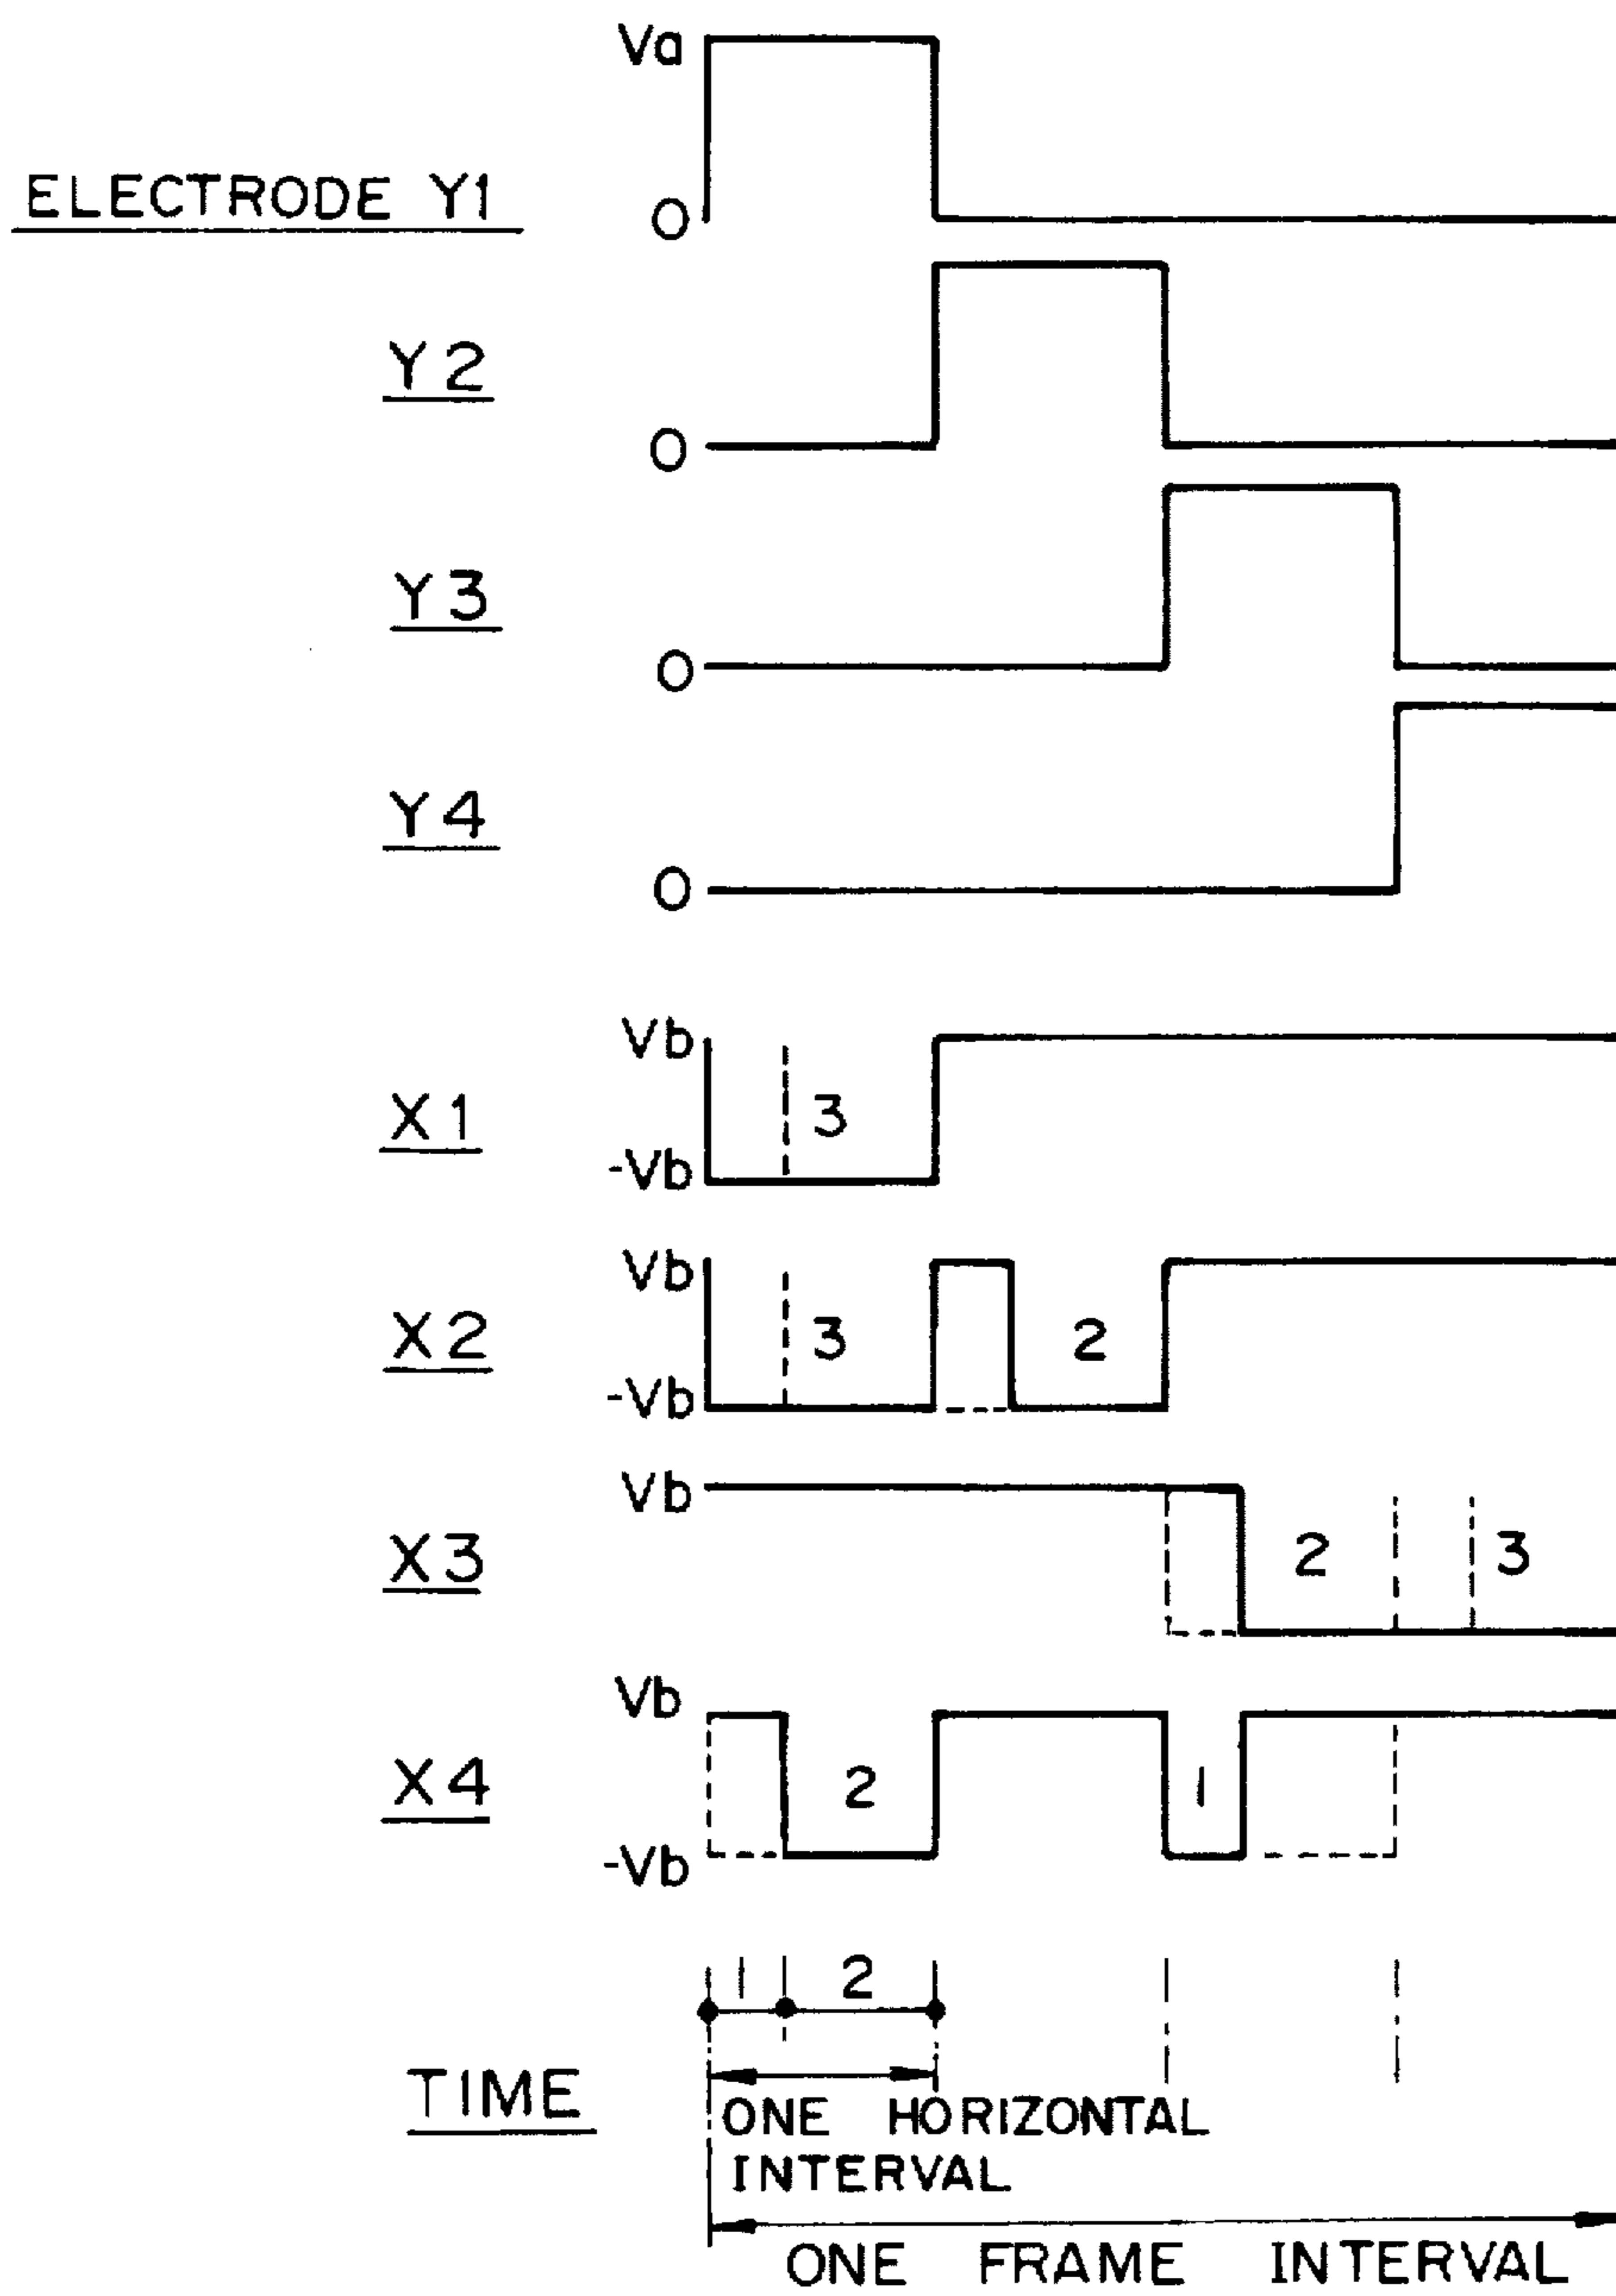 Va
ELECTRODE Y1
0
Y2
0
Y3
0
Y4
0
Vb
X1
3
-Vb
Vb
X2
3
2
-Vb
Vb
X3
2
3
Vb
X4
2
1
-Vb
1
2
TIME
ONE HORIZONTAL
INTERVAL
ONE FRAME INTERVAL